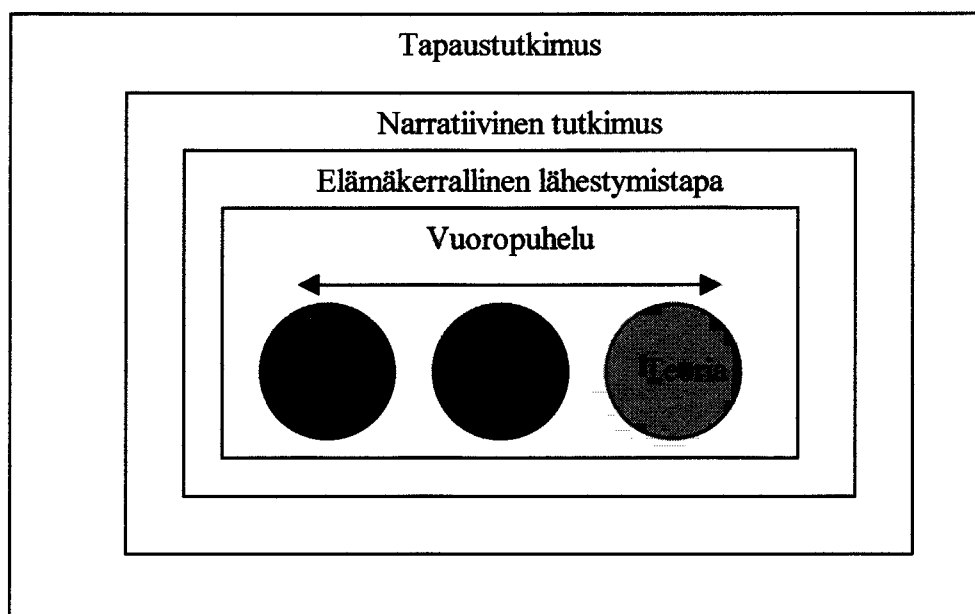 Tapaustutkimus
Narratiivinen tutkimus
Elämäkerrallinen lähestymistapa
Vuoropuhelu
Teoria